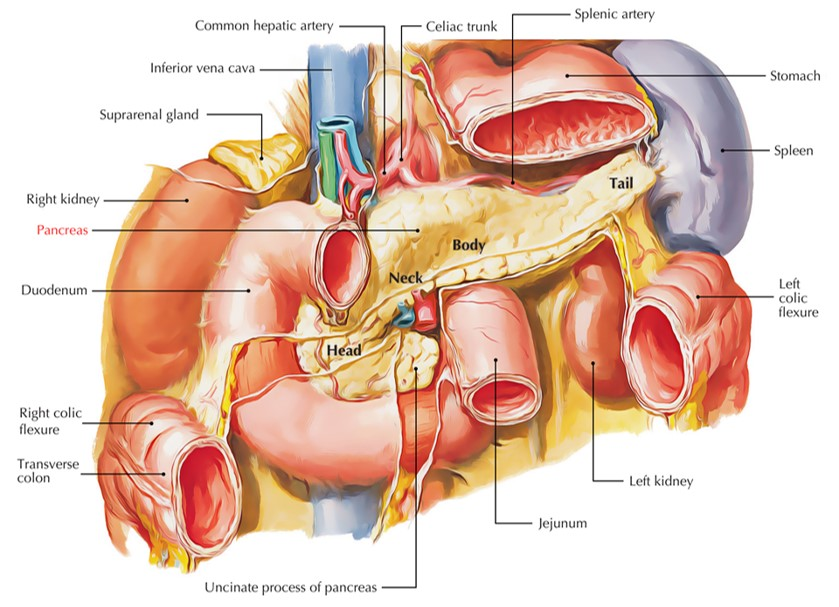 Splenic artery
Common hepatic artery
Celiac trunk
Inferior vena cava
Stomach
Suprarenal gland
Spleen
Tail
Right kidney
Pancreas
Body
Neck
Duodenum
Left
colic
flexure
Head
Right colic
flexure
Transverse
colon
Left kidney
Jejunum
Uncinate process of pancreas